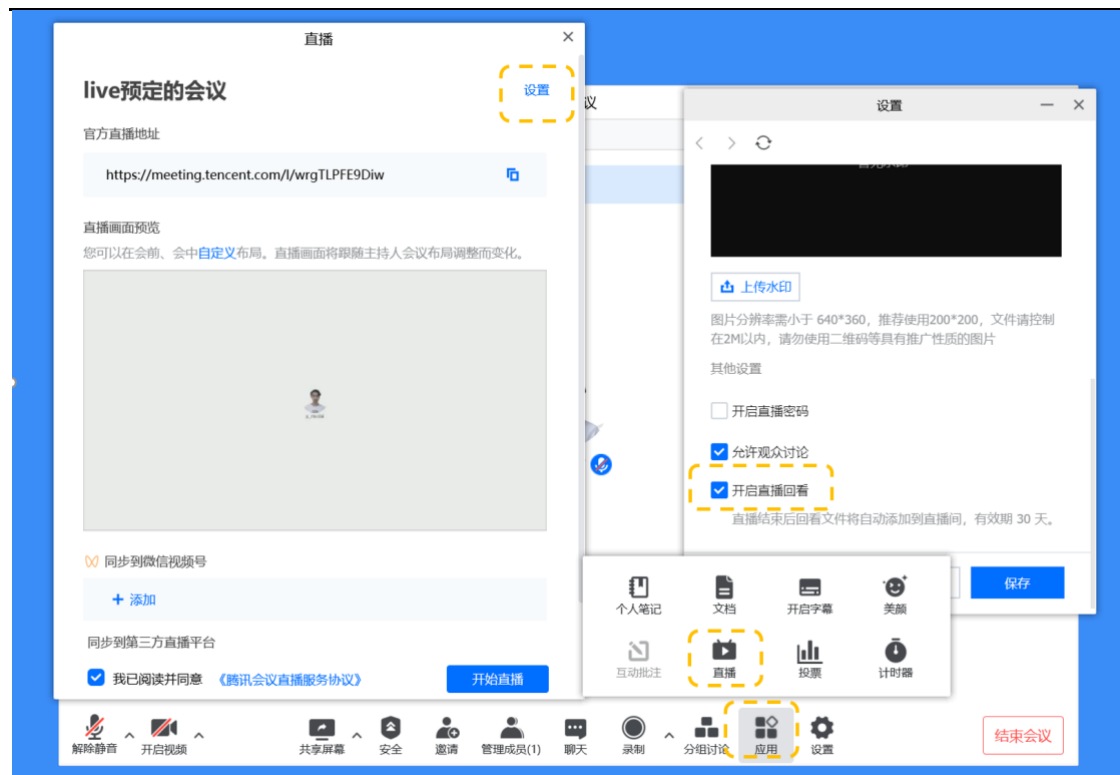 直播
live预定的会议
设置
官方直播地址
https://meeting.tencent.com/l/wrgTLPFE9Diw
直播画面预览
您可以在会前、会中自定义布局。直播画面将跟随主持人会议布局调整而变化。
同步到微信视频号
+ 添加
同步到第三方直播平台
我已阅读并同意 《腾讯会议直播服务协议》
开始直播
议
设置
上传水印
图片分辨率需小于 640*360，推荐使用200*200，文件请控制
在2M以内，请勿使用二维码等具有推广性质的图片
其他设置
开启直播密码
允许观众讨论
开启直播回看
直播结束后回看文件将自动添加到直播间，有效期 30 天。
保存
个人笔记 文档 开启字幕 美颜
互动批注 直播 投票 计时器
解除静音 开启视频 共享屏幕 安全 邀请 管理成员(1) 聊天 录制 分组讨论 应用 设置
结束会议